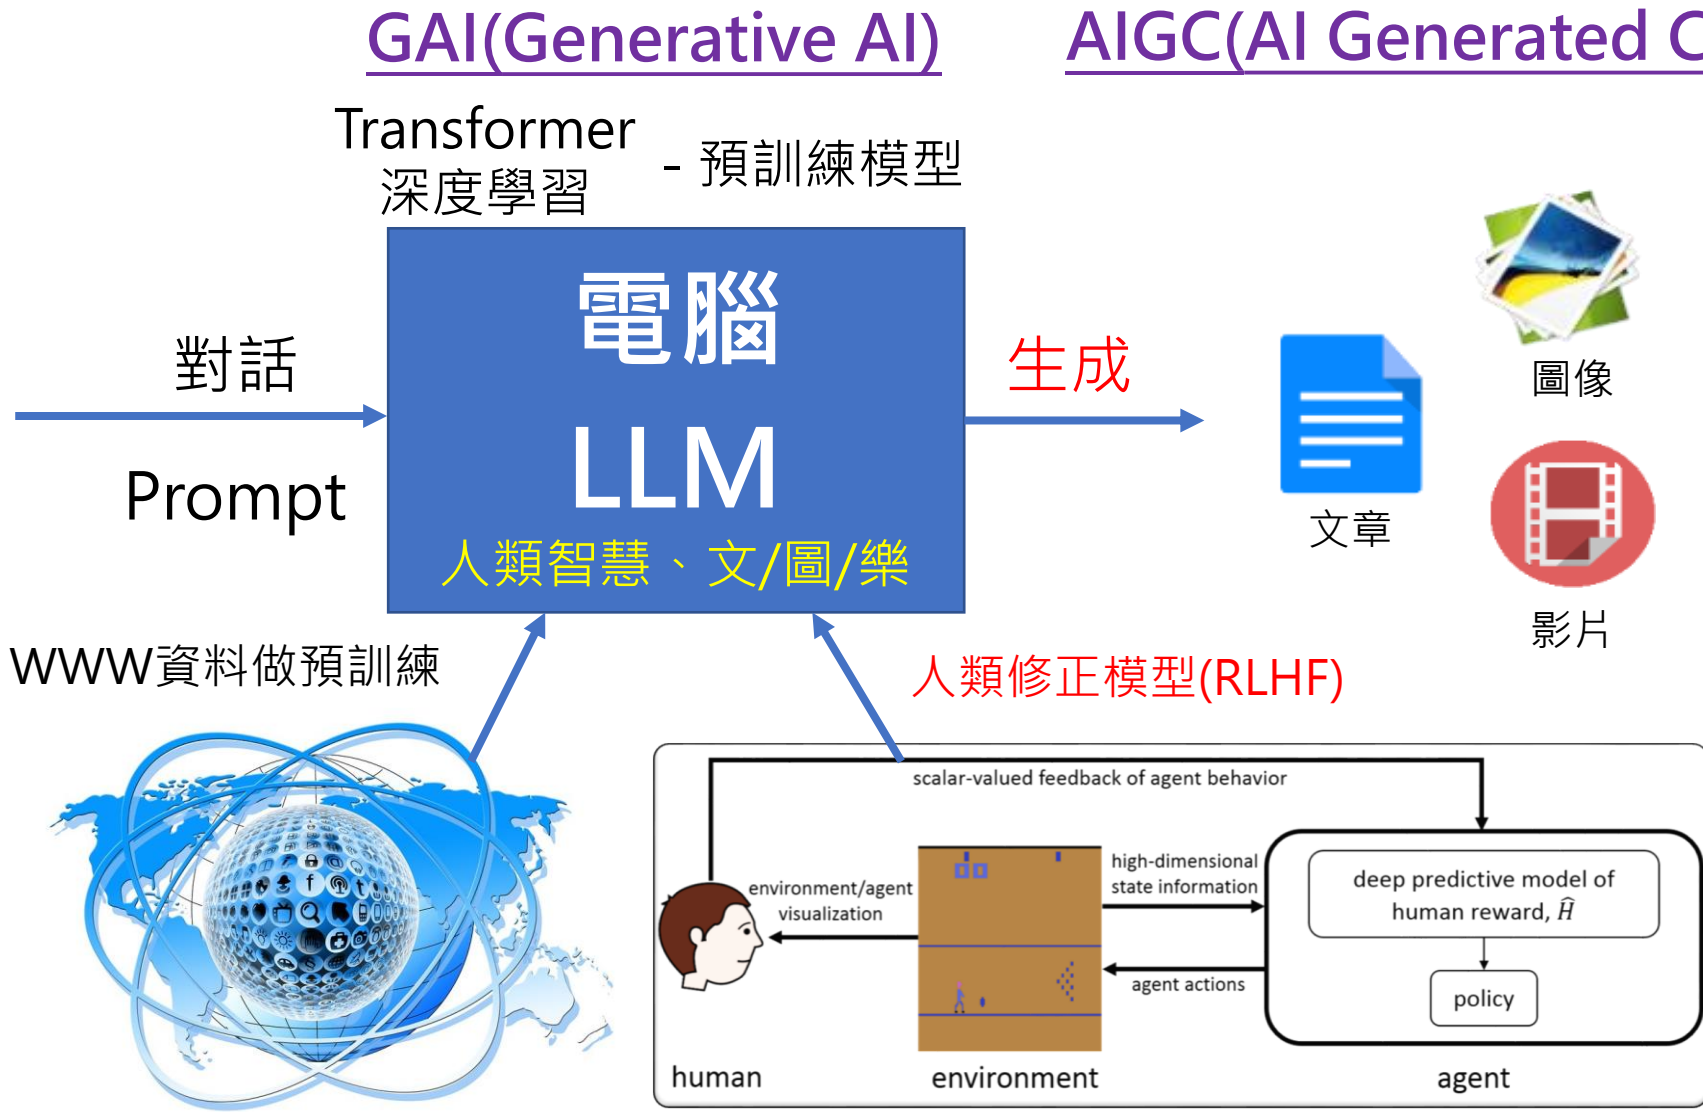 GAI(Generative AI)
AIGC(AI Generated C
Transformer
深度學習
- 預訓練模型
電腦
LLM
人類智慧、文/圖/樂
對話
Prompt
生成
圖像
文章
影片
WWW資料做預訓練
人類修正模型(RLHF)
scalar-valued feedback of agent behavior
environment/agent
visualization
high-dimensional
state information
agent actions
deep predictive model of
human reward, Ĥ
policy
human
environment
agent